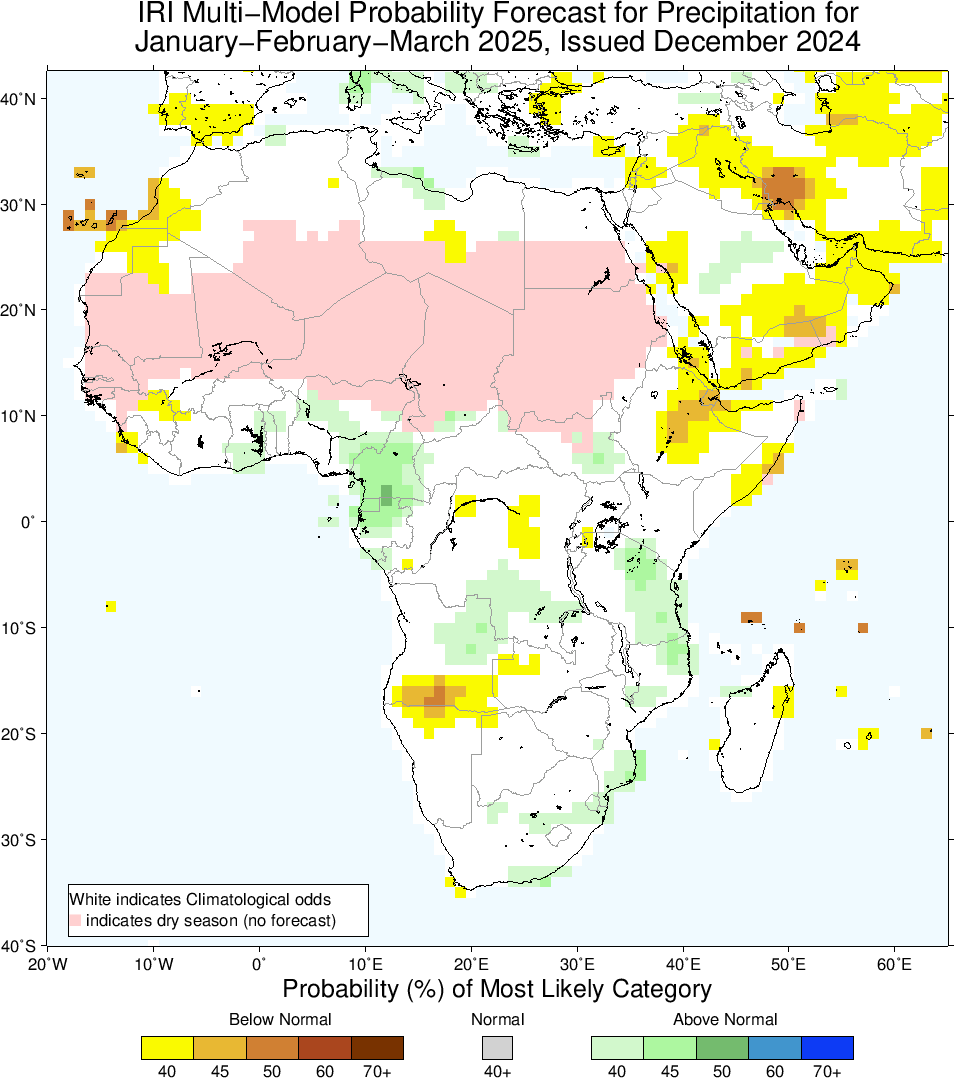 IRI Multi−Model Probability Forecast for Precipitation for
January−February−March 2025, Issued December 2024
40˚N
30˚N
20˚N
10˚N
0˚
10˚S
20˚S
30˚S
40˚S
White indicates Climatological odds
indicates dry season (no forecast)
20˚W 10˚W 0˚ 10˚E 20˚E 30˚E 40˚E 50˚E 60˚E
Probability (%) of Most Likely Category
Below Normal Normal Above Normal
40 45 50 60 70+ 40+ 40 45 50 60 70+